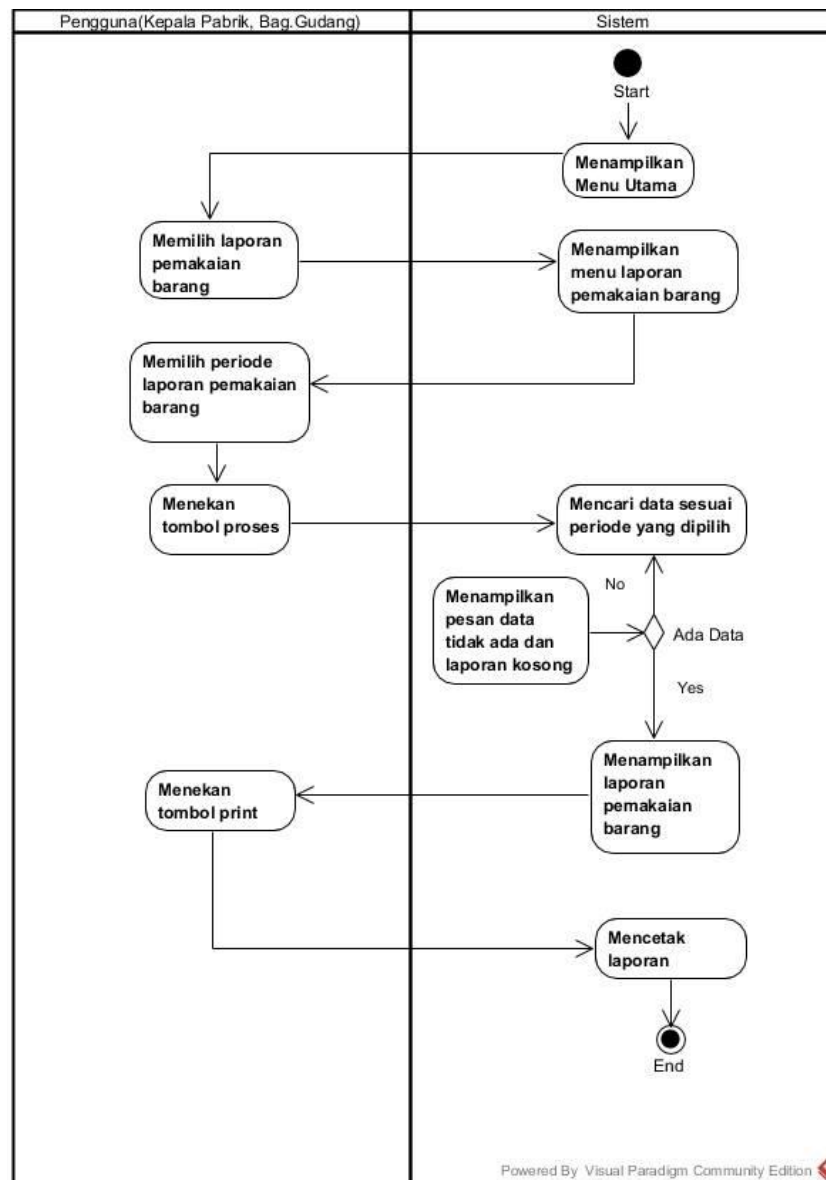 Pengguna(Kepala Pabrik, Bag.Gudang)
Sistem
Start
Menampilkan
Menu Utama
Memilih laporan
pemakaian
barang
Menampilkan
menu laporan
pemakaian barang
Memilih periode
laporan pemakaian
barang
Menekan
tombol proses
Mencari data sesuai
periode yang dipilih
No
Menampilkan
pesan data
tidak ada dan
laporan kosong
Ada Data
Yes
Menampilkan
laporan
pemakaian
barang
Menekan
tombol print
Mencetak
laporan
End
Powered By Visual Paradigm Community Edition